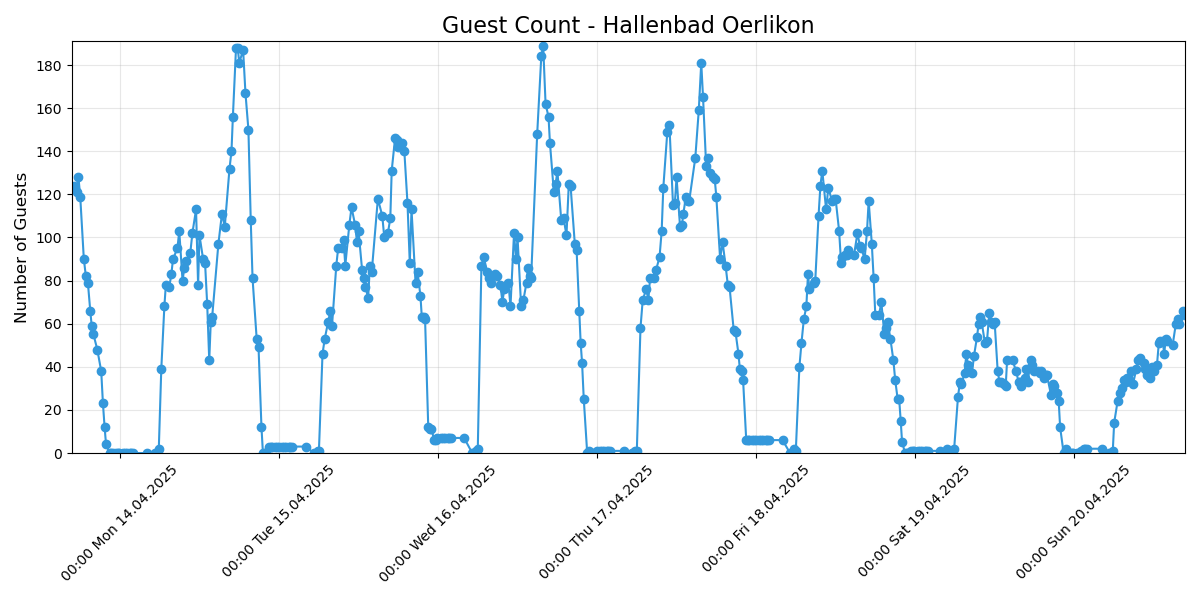 Guest Count - Hallenbad Oerlikon
Number of Guests
180
160
140
120
100
80
60
40
20
0
00:00 Mon 14.04.2025
00:00 Tue 15.04.2025
00:00 Wed 16.04.2025
00:00 Thu 17.04.2025
00:00 Fri 18.04.2025
00:00 Sat 19.04.2025
00:00 Sun 20.04.2025